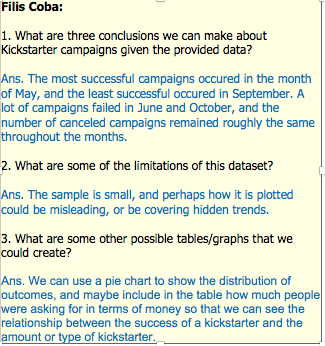 Filis Coba:
1. What are three conclusions we can make about
Kickstarter campaigns given the provided data?
Ans. The most successful campaigns occured in the month
of May, and the least successful occured in September. A
lot of campaigns failed in June and October, and the
number of canceled campaigns remained roughly the same
throughout the months.
2. What are some of the limitations of this dataset?
Ans. The sample is small, and perhaps how it is plotted
could be misleading, or be covering hidden trends.
3. What are some other possible tables/graphs that we
could create?
Ans. We can use a pie chart to show the distribution of
outcomes, and maybe include in the table how much people
were asking for in terms of money so that we can see the
relationship between the success of a kickstarter and the
amount or type of kickstarter.